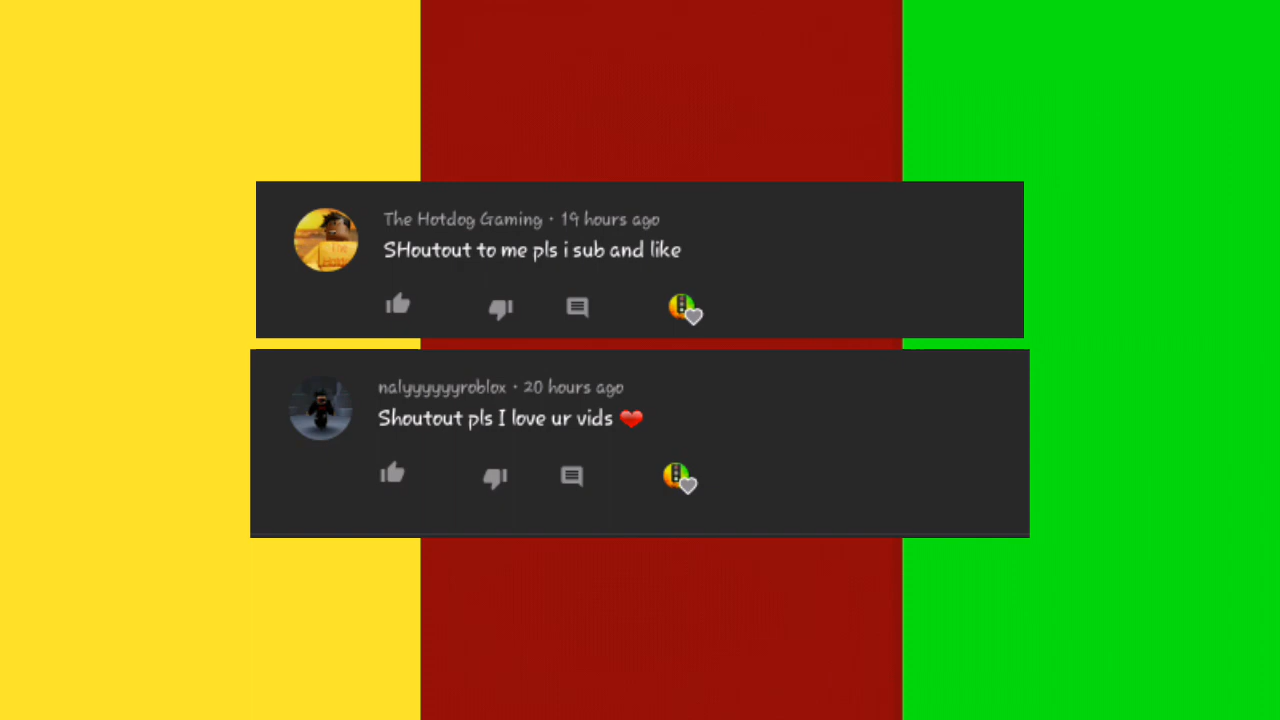 The Hotdog Gaming · 19 hours ago
SHoutout to me pls i sub and like
nalyyyyyyroblox · 20 hours ago
Shoutout pls I love ur vids ❤️